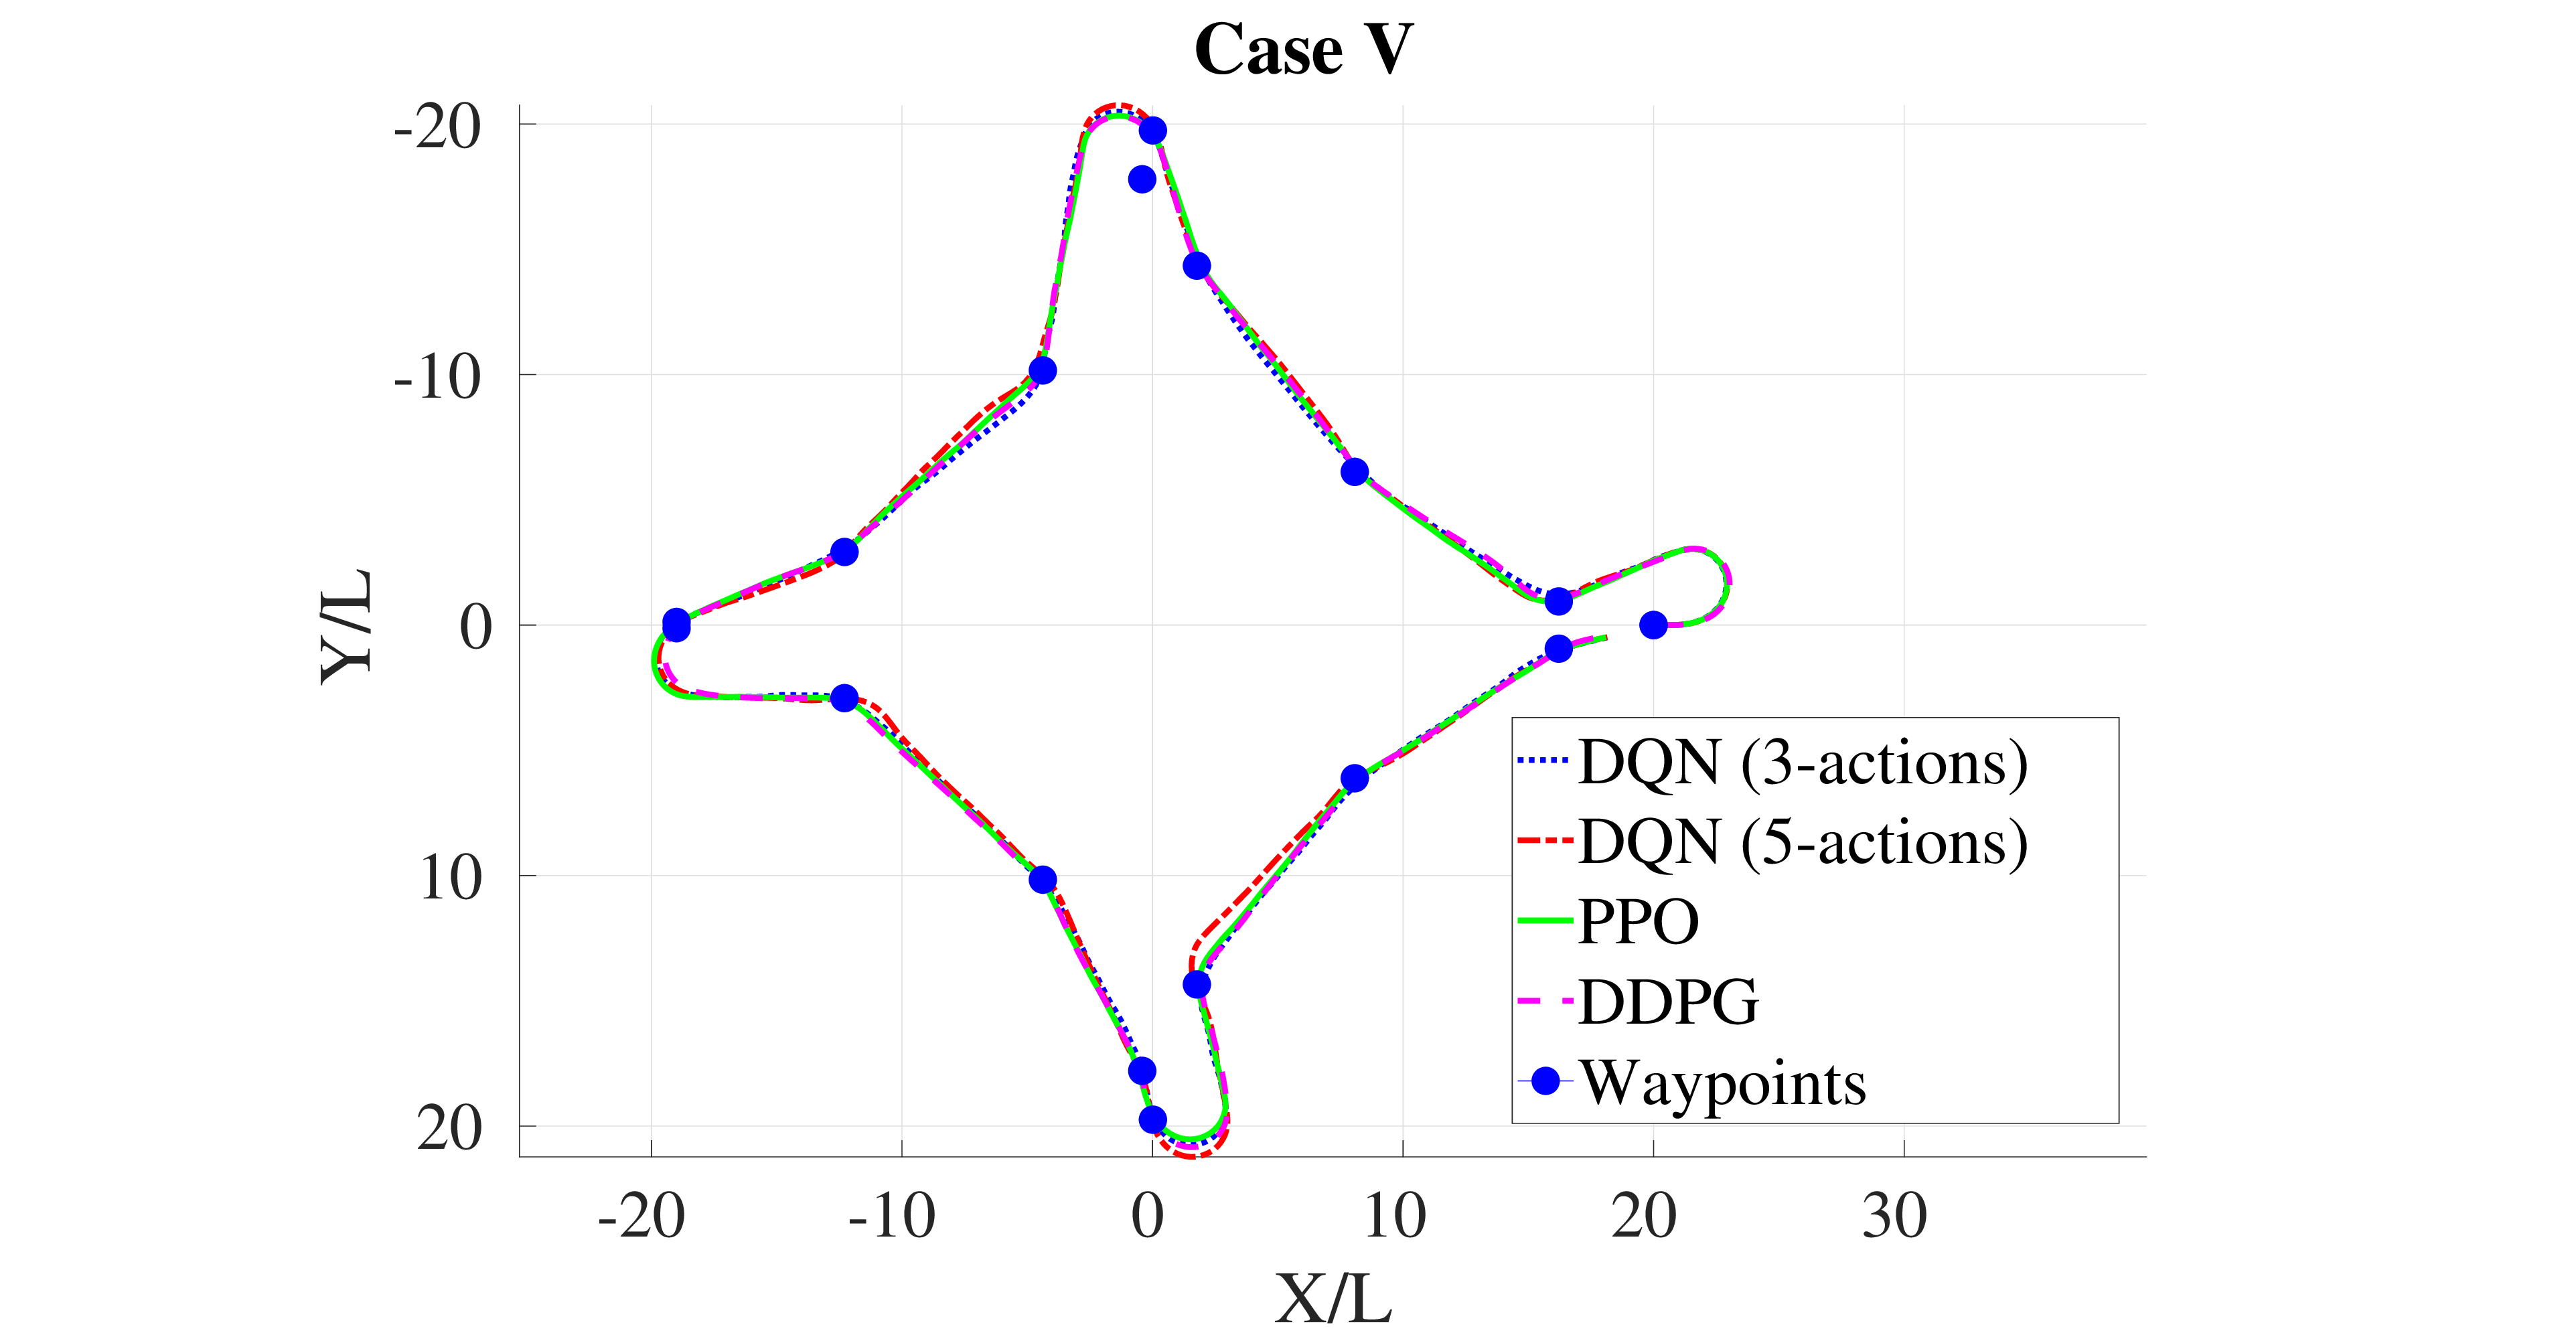 Case V
Y/L
-20
-10
0
10
20
-20
-10
0
10
20
30
X/L
DQN (3-actions)
DQN (5-actions)
PPO
DDPG
Waypoints